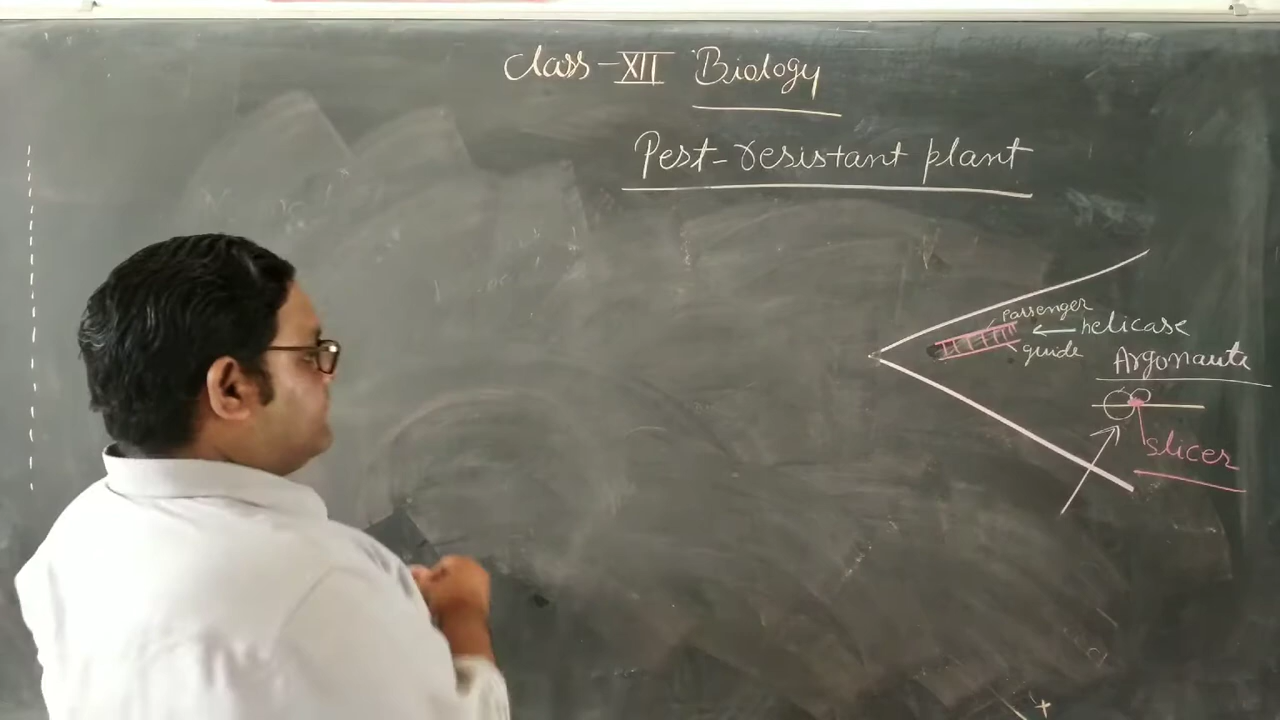 Class-XII Biology
Pest-resistant plant
Passenger
helicase
guide
Argonaute
slicer